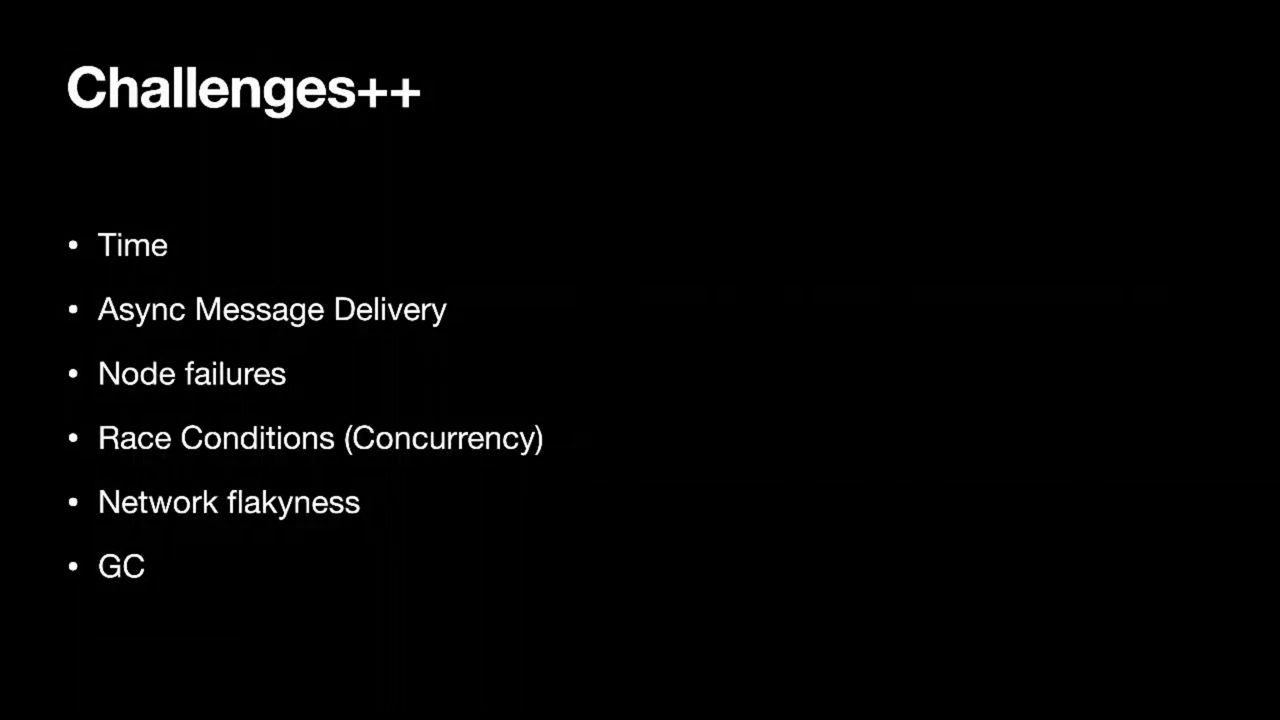 Challenges++
• Time
• Async Message Delivery
• Node failures
• Race Conditions (Concurrency)
• Network flakyness
• GC